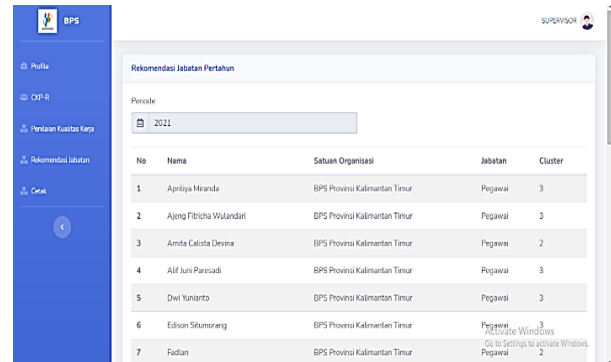 BPS
SUPERVISOR
Profile
CKP-R
Penilaian Kualitas Kerja
Rekomendasi Jabatan
Cetak
Rekomendasi Jabatan Pertahun
Periode
2021
No Nama Satuan Organisasi Jabatan Cluster
1 Apriliya Miranda BPS Provinsi Kalimantan Timur Pegawai 3
2 Ajeng Fitricha Wulandari BPS Provinsi Kalimantan Timur Pegawai 3
3 Amita Calista Devina BPS Provinsi Kalimantan Timur Pegawai 2
4 Alif Juni Paresadi BPS Provinsi Kalimantan Timur Pegawai 3
5 Dwi Yunianto BPS Provinsi Kalimantan Timur Pegawai 3
6 Edison Situmorang BPS Provinsi Kalimantan Timur Pegawai 3
Activate Windows
Go to Settings to activate Windows.
7 Fadlan BPS Provinsi Kalimantan Timur Pegawai 2